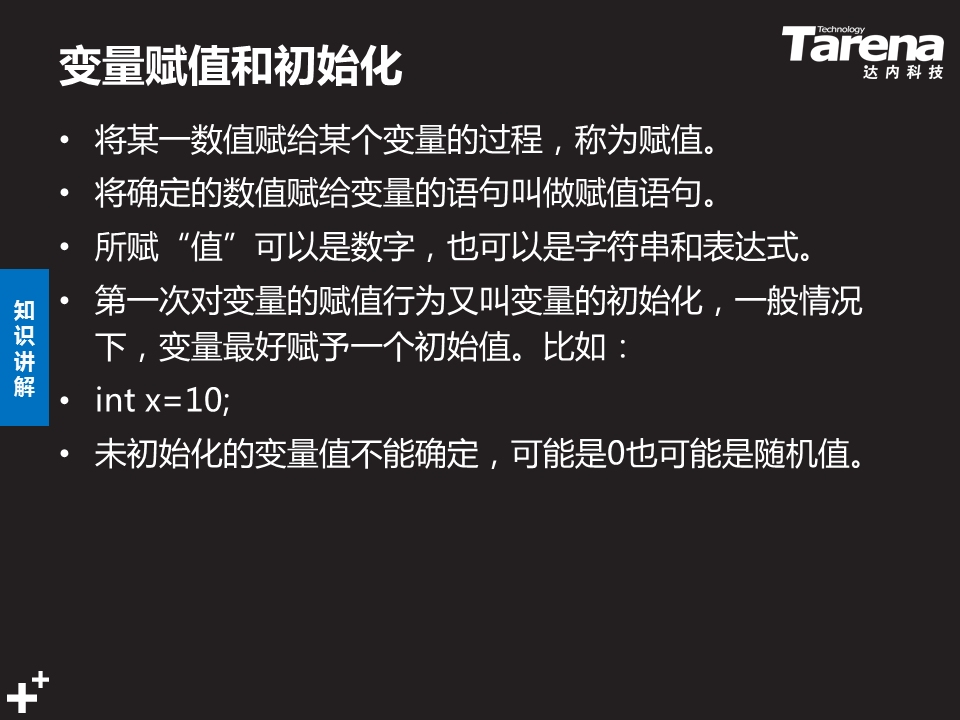 变量赋值和初始化
Technology
Tarena
达内科技
• 将某一数值赋给某个变量的过程，称为赋值。
• 将确定的数值赋给变量的语句叫做赋值语句。
• 所赋“值”可以是数字，也可以是字符串和表达式。
• 第一次对变量的赋值行为又叫变量的初始化，一般情况
下，变量最好赋予一个初始值。比如：
• int x=10;
• 未初始化的变量值不能确定，可能是0也可能是随机值。
知
识
讲
解